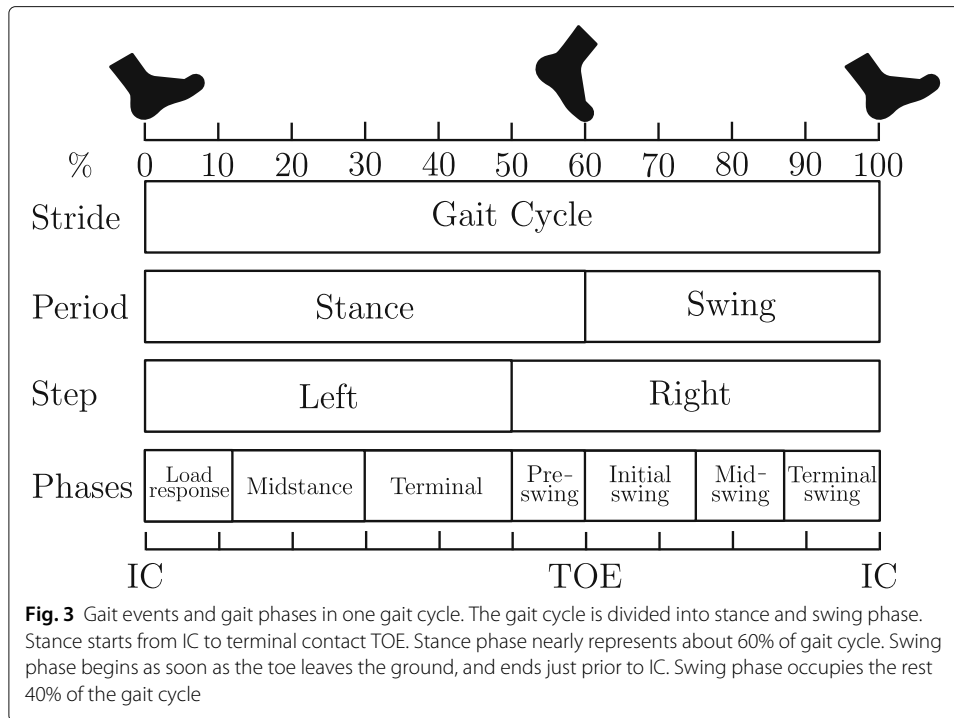 % 0 10 20 30 40 50 60 70 80 90 100
Stride Gait Cycle
Period Stance Swing
Step Left Right
Phases Load response Midstance Terminal Pre-swing Initial swing Mid-swing Terminal swing
IC TOE IC
Fig. 3 Gait events and gait phases in one gait cycle. The gait cycle is divided into stance and swing phase.
Stance starts from IC to terminal contact TOE. Stance phase nearly represents about 60% of gait cycle. Swing
phase begins as soon as the toe leaves the ground, and ends just prior to IC. Swing phase occupies the rest
40% of the gait cycle